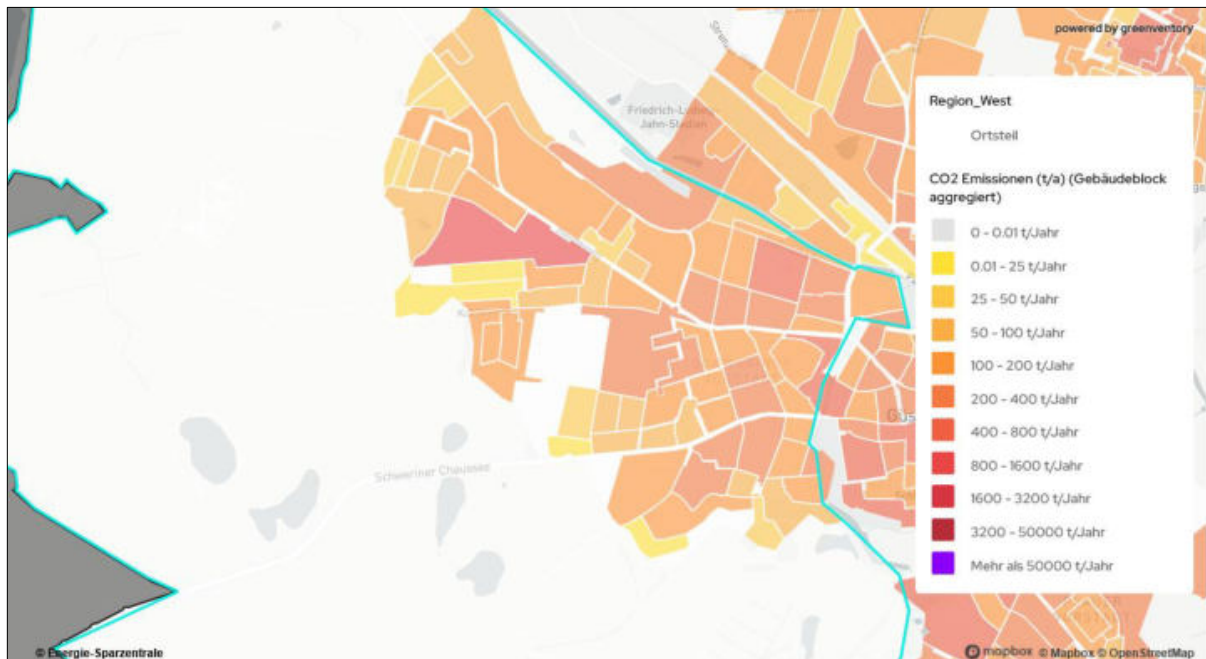 powered by greenventory
Friedrich-Ludwig-
Jahn-Stadion
Region_West
Ortsteil
CO2 Emissionen (t/a) (Gebäudeblock
aggregiert)
0 - 0.01 t/Jahr
0.01 - 25 t/Jahr
25 - 50 t/Jahr
50 - 100 t/Jahr
100 - 200 t/Jahr
200 - 400 t/Jahr
400 - 800 t/Jahr
800 - 1600 t/Jahr
1600 - 3200 t/Jahr
3200 - 50000 t/Jahr
Mehr als 50000 t/Jahr
Güs
Schweriner Chaussee
© Energie-Sparzentrale
mapbox © Mapbox © OpenStreetMap